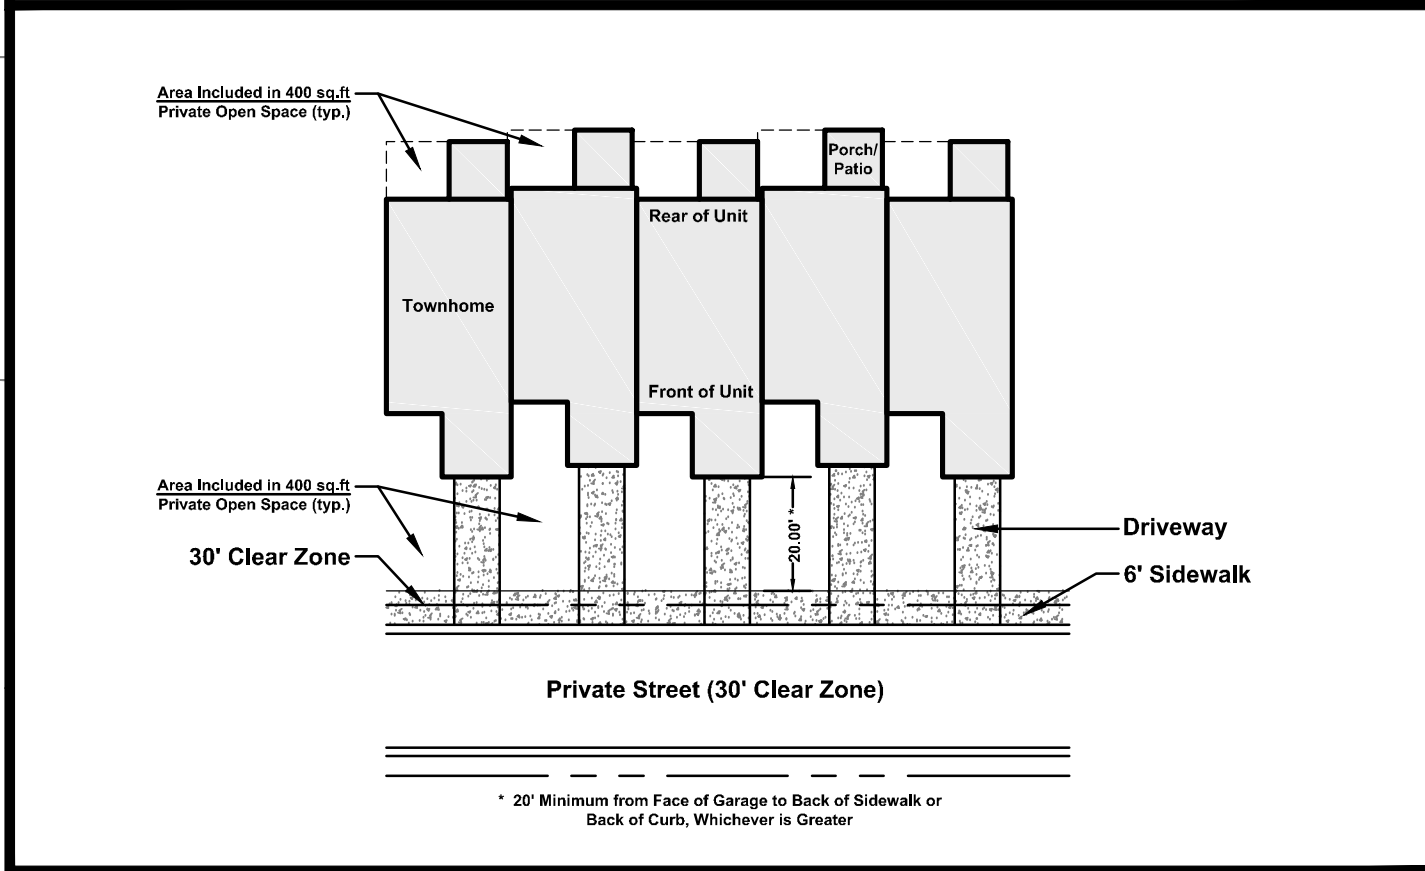 Area Included in 400 sq.ft
Private Open Space (typ.)
Porch/
Patio
Rear of Unit
Townhome
Front of Unit
Area Included in 400 sq.ft
Private Open Space (typ.)
20.00' *
Driveway
30' Clear Zone
6' Sidewalk
Private Street (30' Clear Zone)
* 20' Minimum from Face of Garage to Back of Sidewalk or
Back of Curb, Whichever is Greater